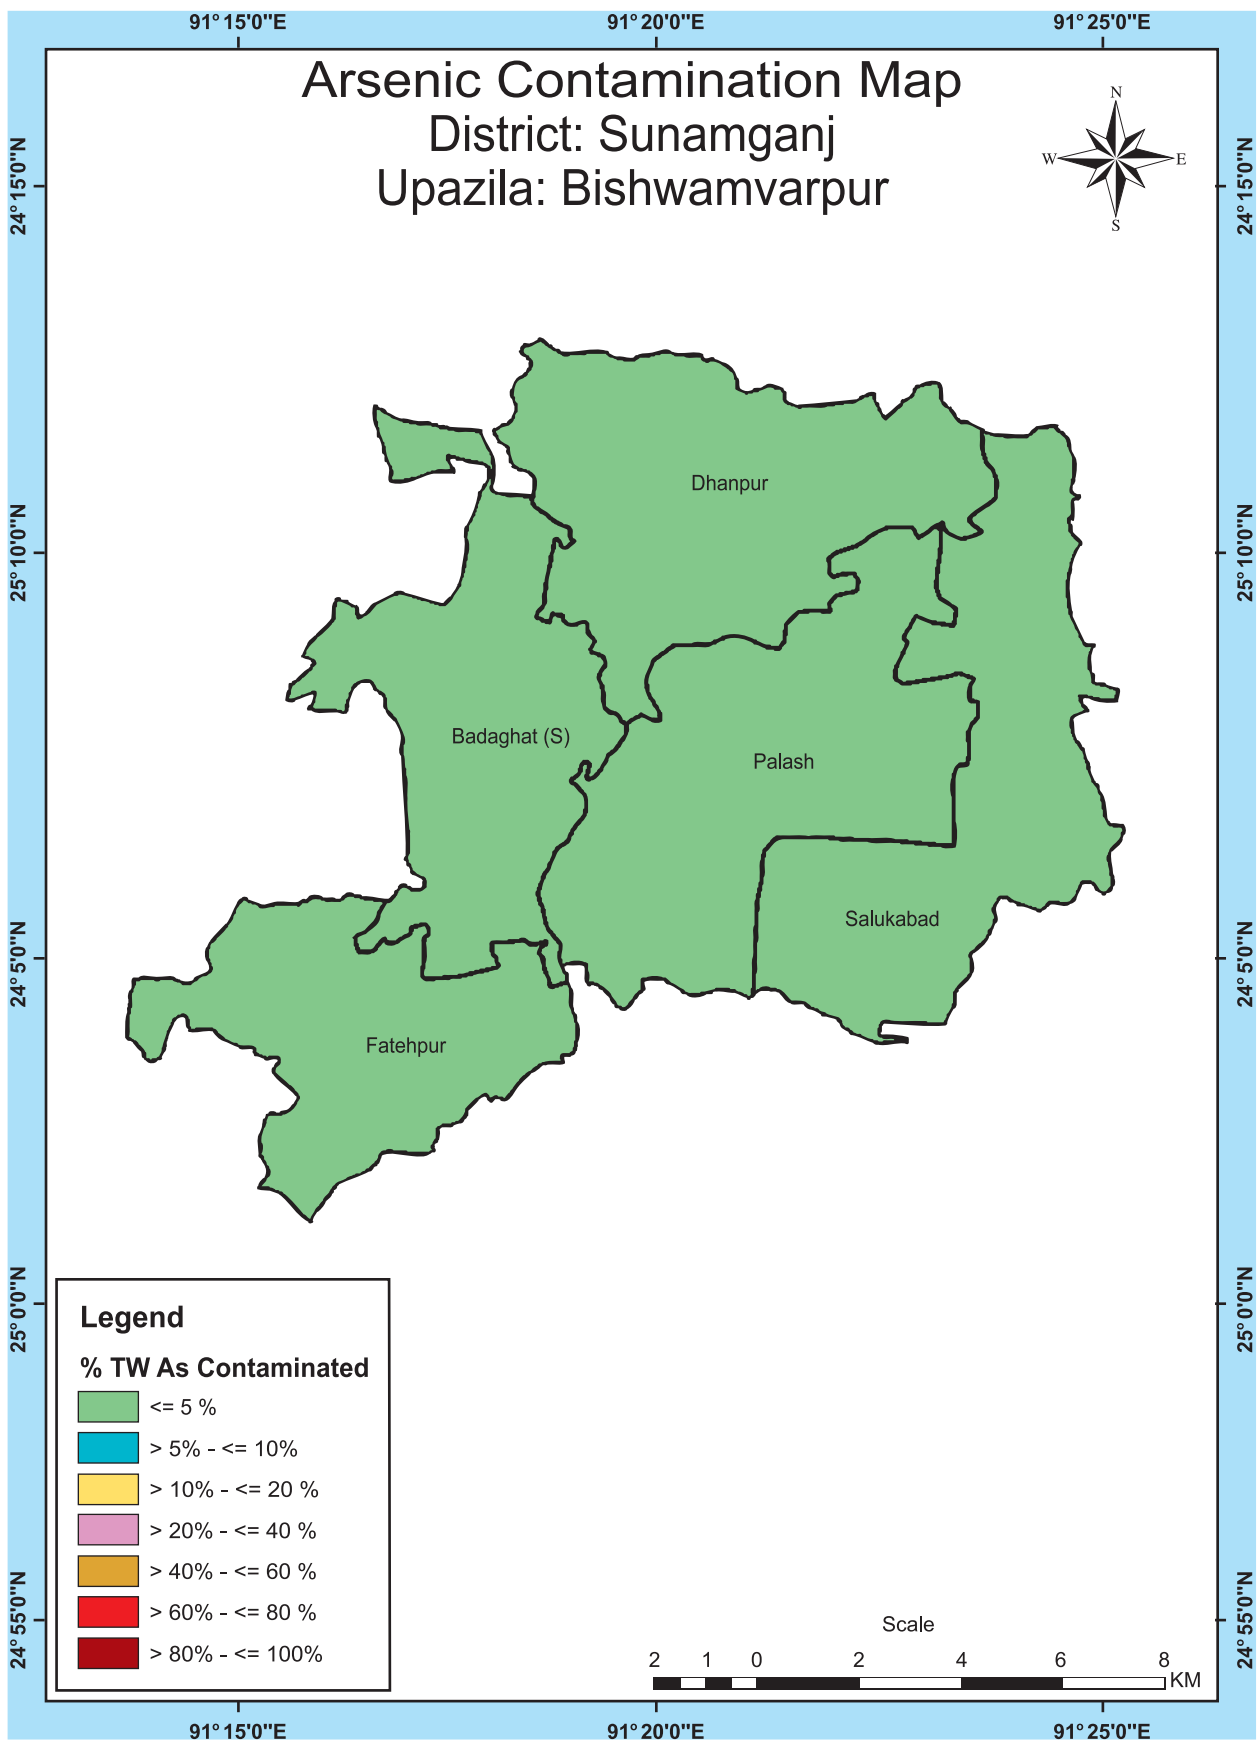 91° 15'0"E 91° 20'0"E 91° 25'0"E
Arsenic Contamination Map
District: Sunamganj
Upazila: Bishwamvarpur
N
W E
S
24° 15'0"N 24° 15'0"N
Dhanpur
25° 10'0"N 25° 10'0"N
Badaghat (S)
Palash
Salukabad
24° 5'0"N 24° 5'0"N
Fatehpur
25° 0'0"N 25° 0'0"N
Legend
% TW As Contaminated
<= 5 %
> 5% - <= 10%
> 10% - <= 20 %
> 20% - <= 40 %
> 40% - <= 60 %
> 60% - <= 80 %
> 80% - <= 100%
24° 55'0"N 24° 55'0"N
Scale
2 1 0 2 4 6 8
KM
91° 15'0"E 91° 20'0"E 91° 25'0"E